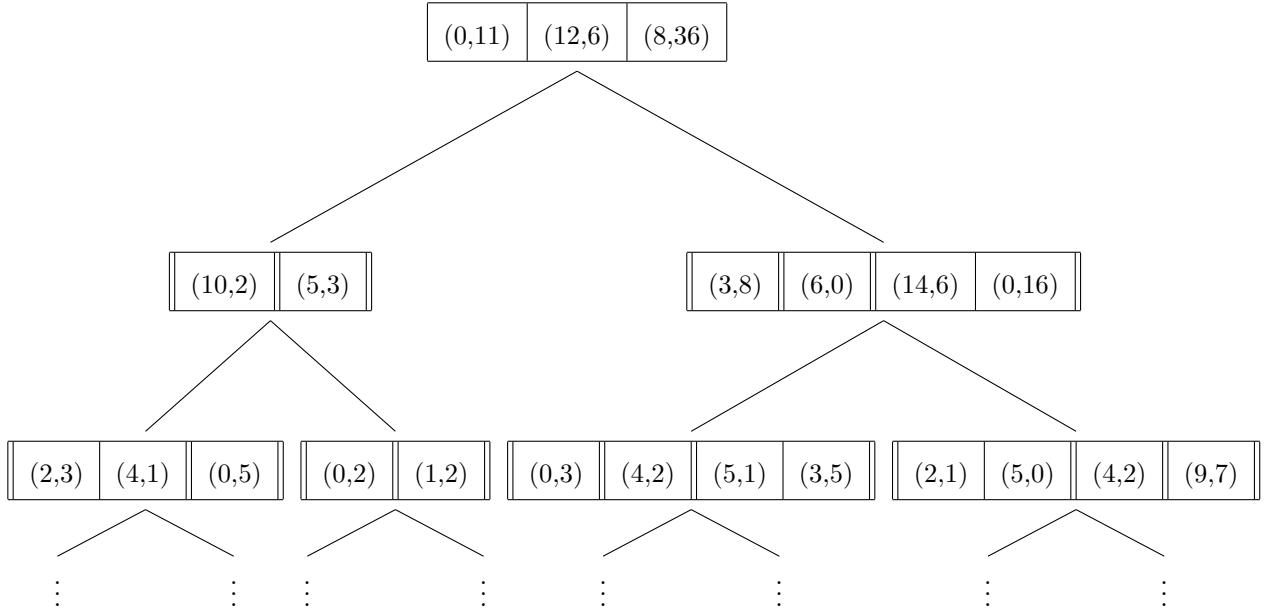 (0,11) (12,6) (8,36)
(10,2) (5,3) (3,8) (6,0) (14,6) (0,16)
(2,3) (4,1) (0,5) (0,2) (1,2) (0,3) (4,2) (5,1) (3,5) (2,1) (5,0) (4,2) (9,7)
⋮ ⋮ ⋮ ⋮ ⋮ ⋮ ⋮ ⋮